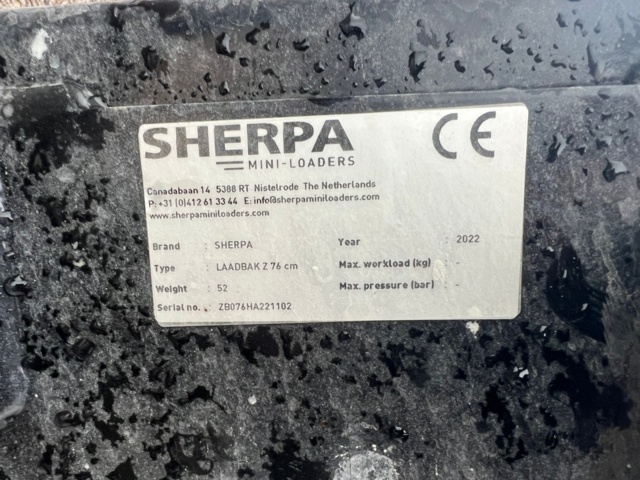 SHERPA CE
MINI-LOADERS
Canadabaan 14 5388 RT Nistelrode The Netherlands
P: +31 (0)412 61 33 44 E: info@sherpaminiloaders.com
www.sherpaminiloaders.com
Brand : SHERPA Year : 2022
Type : LAADBAK Z 76 cm Max. workload (kg) : -
Weight : 52 Max. pressure (bar) : -
Serial no. : ZB076HA221102